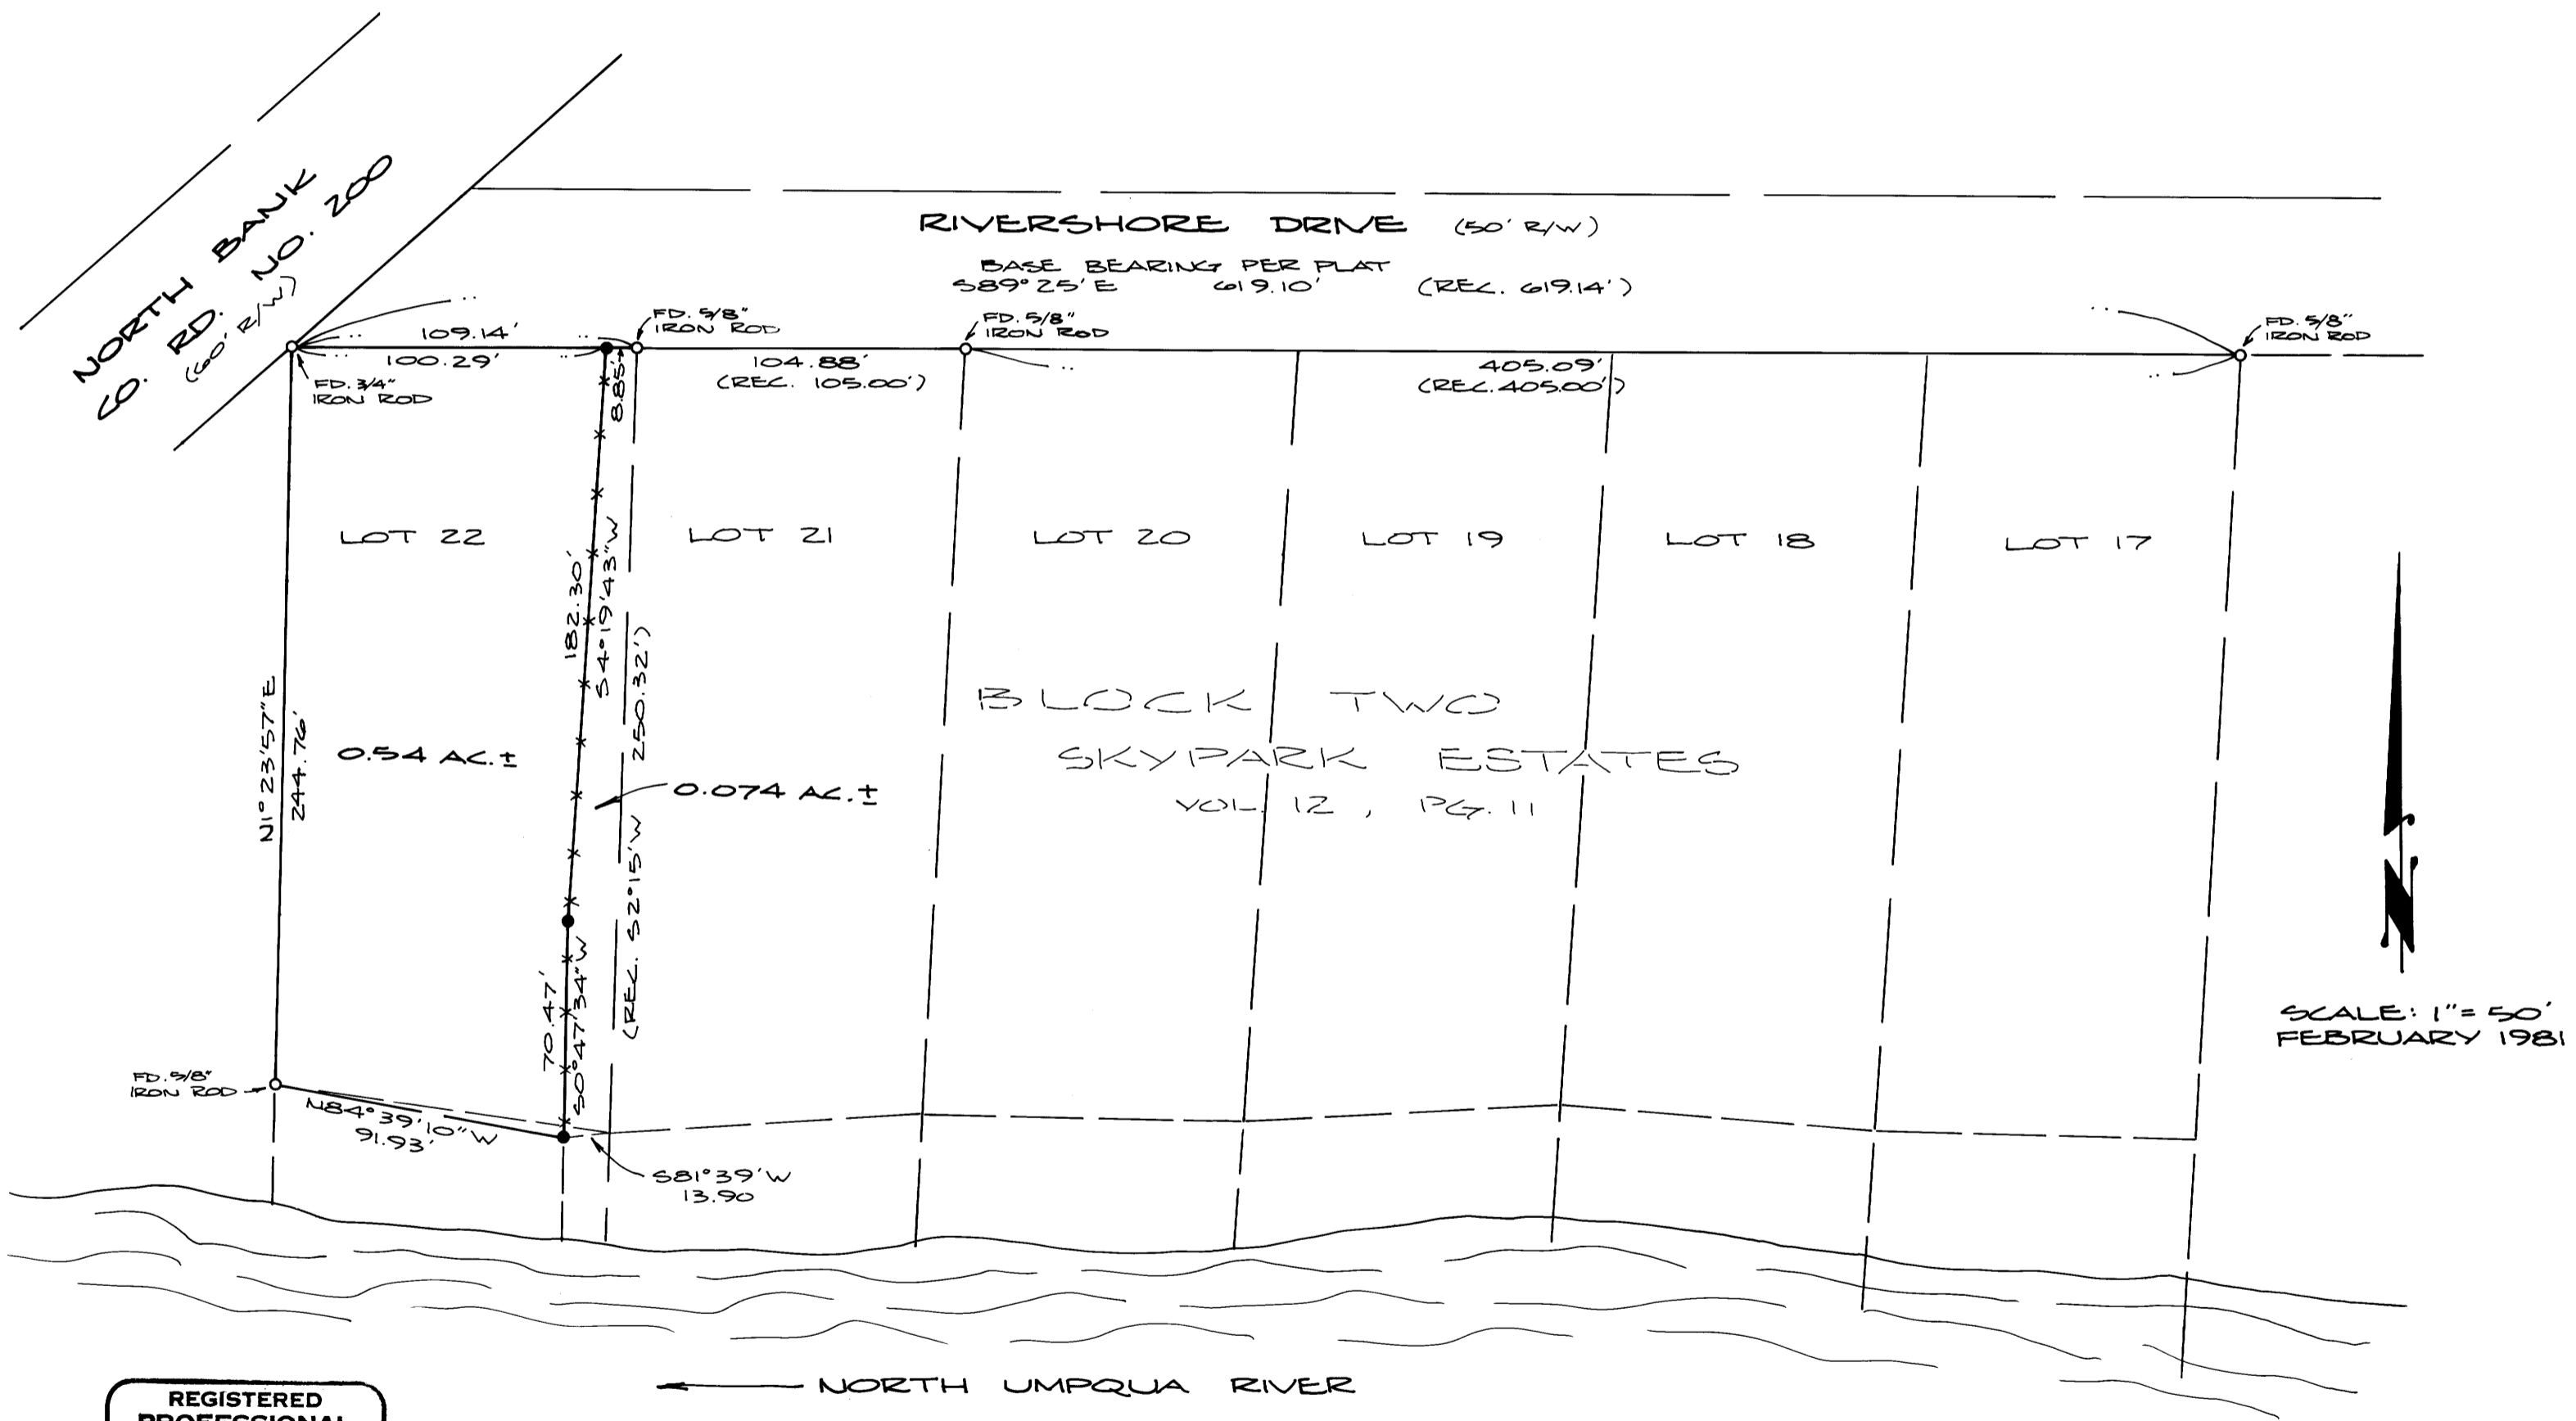 NORTH BANK
CO. RD. NO. 200
(60' R/W)
RIVERSHORE DRIVE (50' R/W)
BASE BEARING PER PLAT
S89°25'E 619.10' (REC. 619.14')
FD. 5/8"
IRON ROD
FD. 5/8"
IRON ROD
FD. 5/8"
IRON ROD
109.14'
100.29'
8.85'
104.88'
(REC. 105.00')
405.09'
(REC. 405.00')
FD. 3/4"
IRON ROD
LOT 22
LOT 21
LOT 20
LOT 19
LOT 18
LOT 17
182.30'
S4°19'43"W
(REC. S2°15'W 250.32')
N1°23'57"E
244.76'
0.54 AC.±
0.074 AC.±
BLOCK TWO
SKYPARK ESTATES
VOL. 12, PG. 11
N
70.47'
S0°47'34"W
SCALE: 1"= 50'
FEBRUARY 1981
FD. 5/8"
IRON ROD
N84°39'10"W
91.93'
S81°39'W
13.90
NORTH UMPQUA RIVER
REGISTERED
PROFESSIONAL